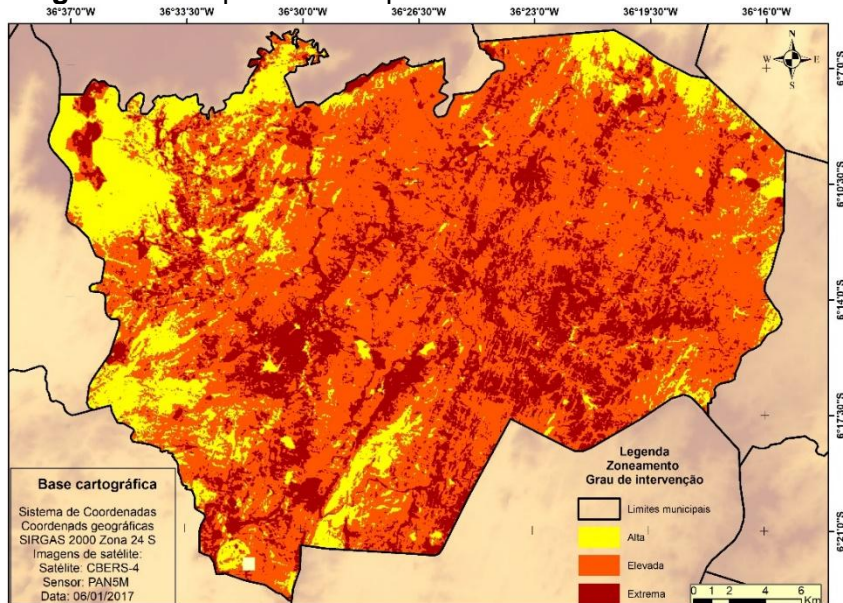 36°37'0"W 36°33'30"W 36°30'0"W 36°26'30"W 36°23'0"W 36°19'30"W 36°16'0"W
N
W E
S
6°7'0"S
6°10'30"S
6°14'0"S
6°17'30"S
6°21'0"S
Base cartográfica
Sistema de Coordenadas
Coordenads geográficas
SIRGAS 2000 Zona 24 S
Imagens de satélite:
Satélite: CBERS-4
Sensor: PAN5M
Data: 06/01/2017
Legenda
Zoneamento
Grau de intervenção
Limites municipais
Alta
Elevada
Extrema
0 1 2 4 6
Km